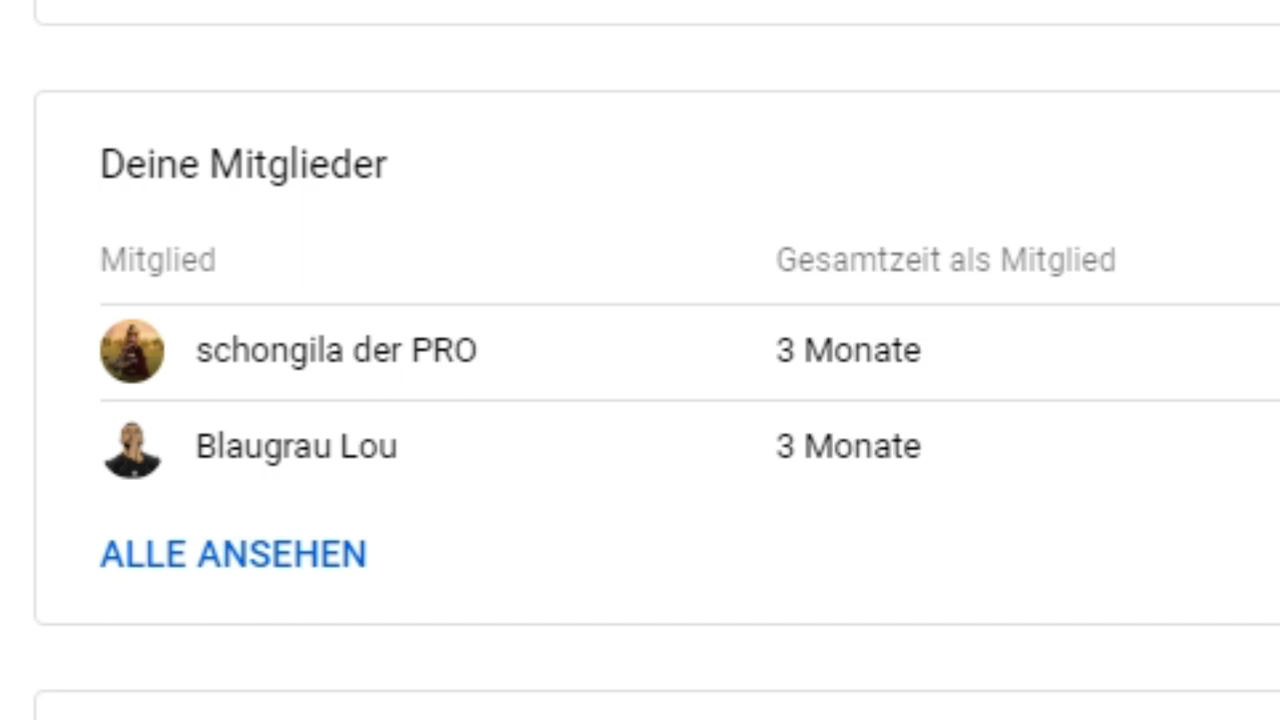 Deine Mitglieder
Mitglied Gesamtzeit als Mitglied
schongila der PRO 3 Monate
Blaugrau Lou 3 Monate
ALLE ANSEHEN